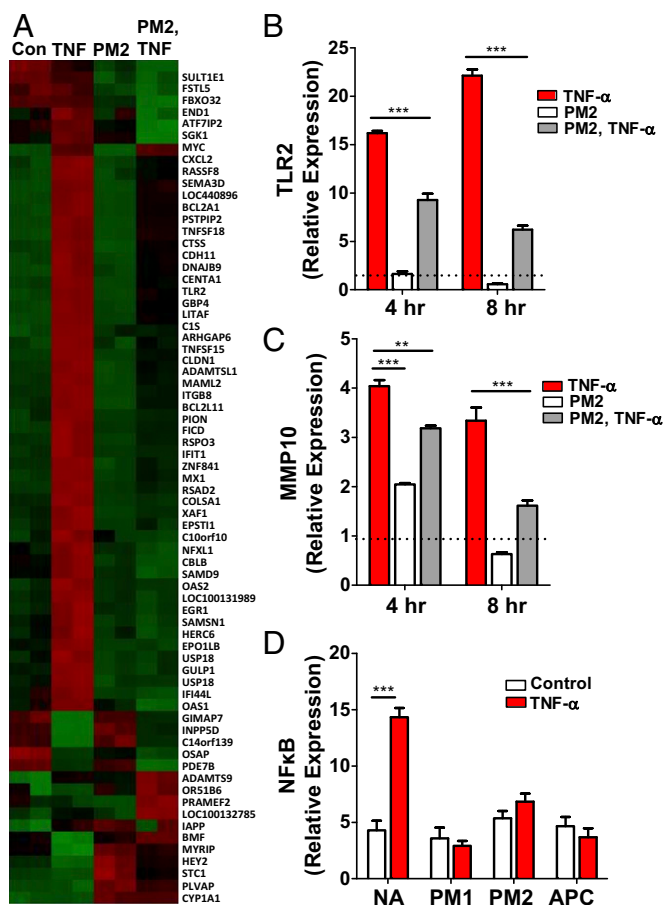 A
Con TNF PM2 PM2, TNF
SULT1E1
FSTL5
FBXO32
END1
ATF7IP2
SGK1
MYC
CXCL2
RASSF8
SEMA3D
LOC440896
BCL2A1
PSTPIP2
TNFSF18
CTSS
CDH11
DNAJB9
CENTA1
TLR2
GBP4
LITAF
C1S
ARHGAP6
TNFSF15
CLDN1
ADAMTSL1
MAML2
ITGB8
BCL2L11
PION
FICD
RSPO3
IFIT1
ZNF841
MX1
RSAD2
COLSA1
XAF1
EPSTI1
C10orf10
NFXL1
CBLB
SAMD9
OAS2
LOC100131989
EGR1
SAMSN1
HERC6
EPO1LB
USP18
GULP1
USP18
IFI44L
OAS1
GIMAP7
INPP5D
C14orf139
OSAP
PDE7B
ADAMTS9
OR51B6
PRAMEF2
LOC100132785
IAPP
BMF
MYRIP
HEY2
STC1
PLVAP
CYP1A1
B
TLR2
(Relative Expression)
25
20
15
10
5
0
***
***
4 hr 8 hr
TNF-α
PM2
PM2, TNF-α
C
MMP10
(Relative Expression)
5
4
3
2
1
0
**
***
***
4 hr 8 hr
TNF-α
PM2
PM2, TNF-α
D
NFκB
(Relative Expression)
20
15
10
5
0
***
NA PM1 PM2 APC
Control
TNF-α